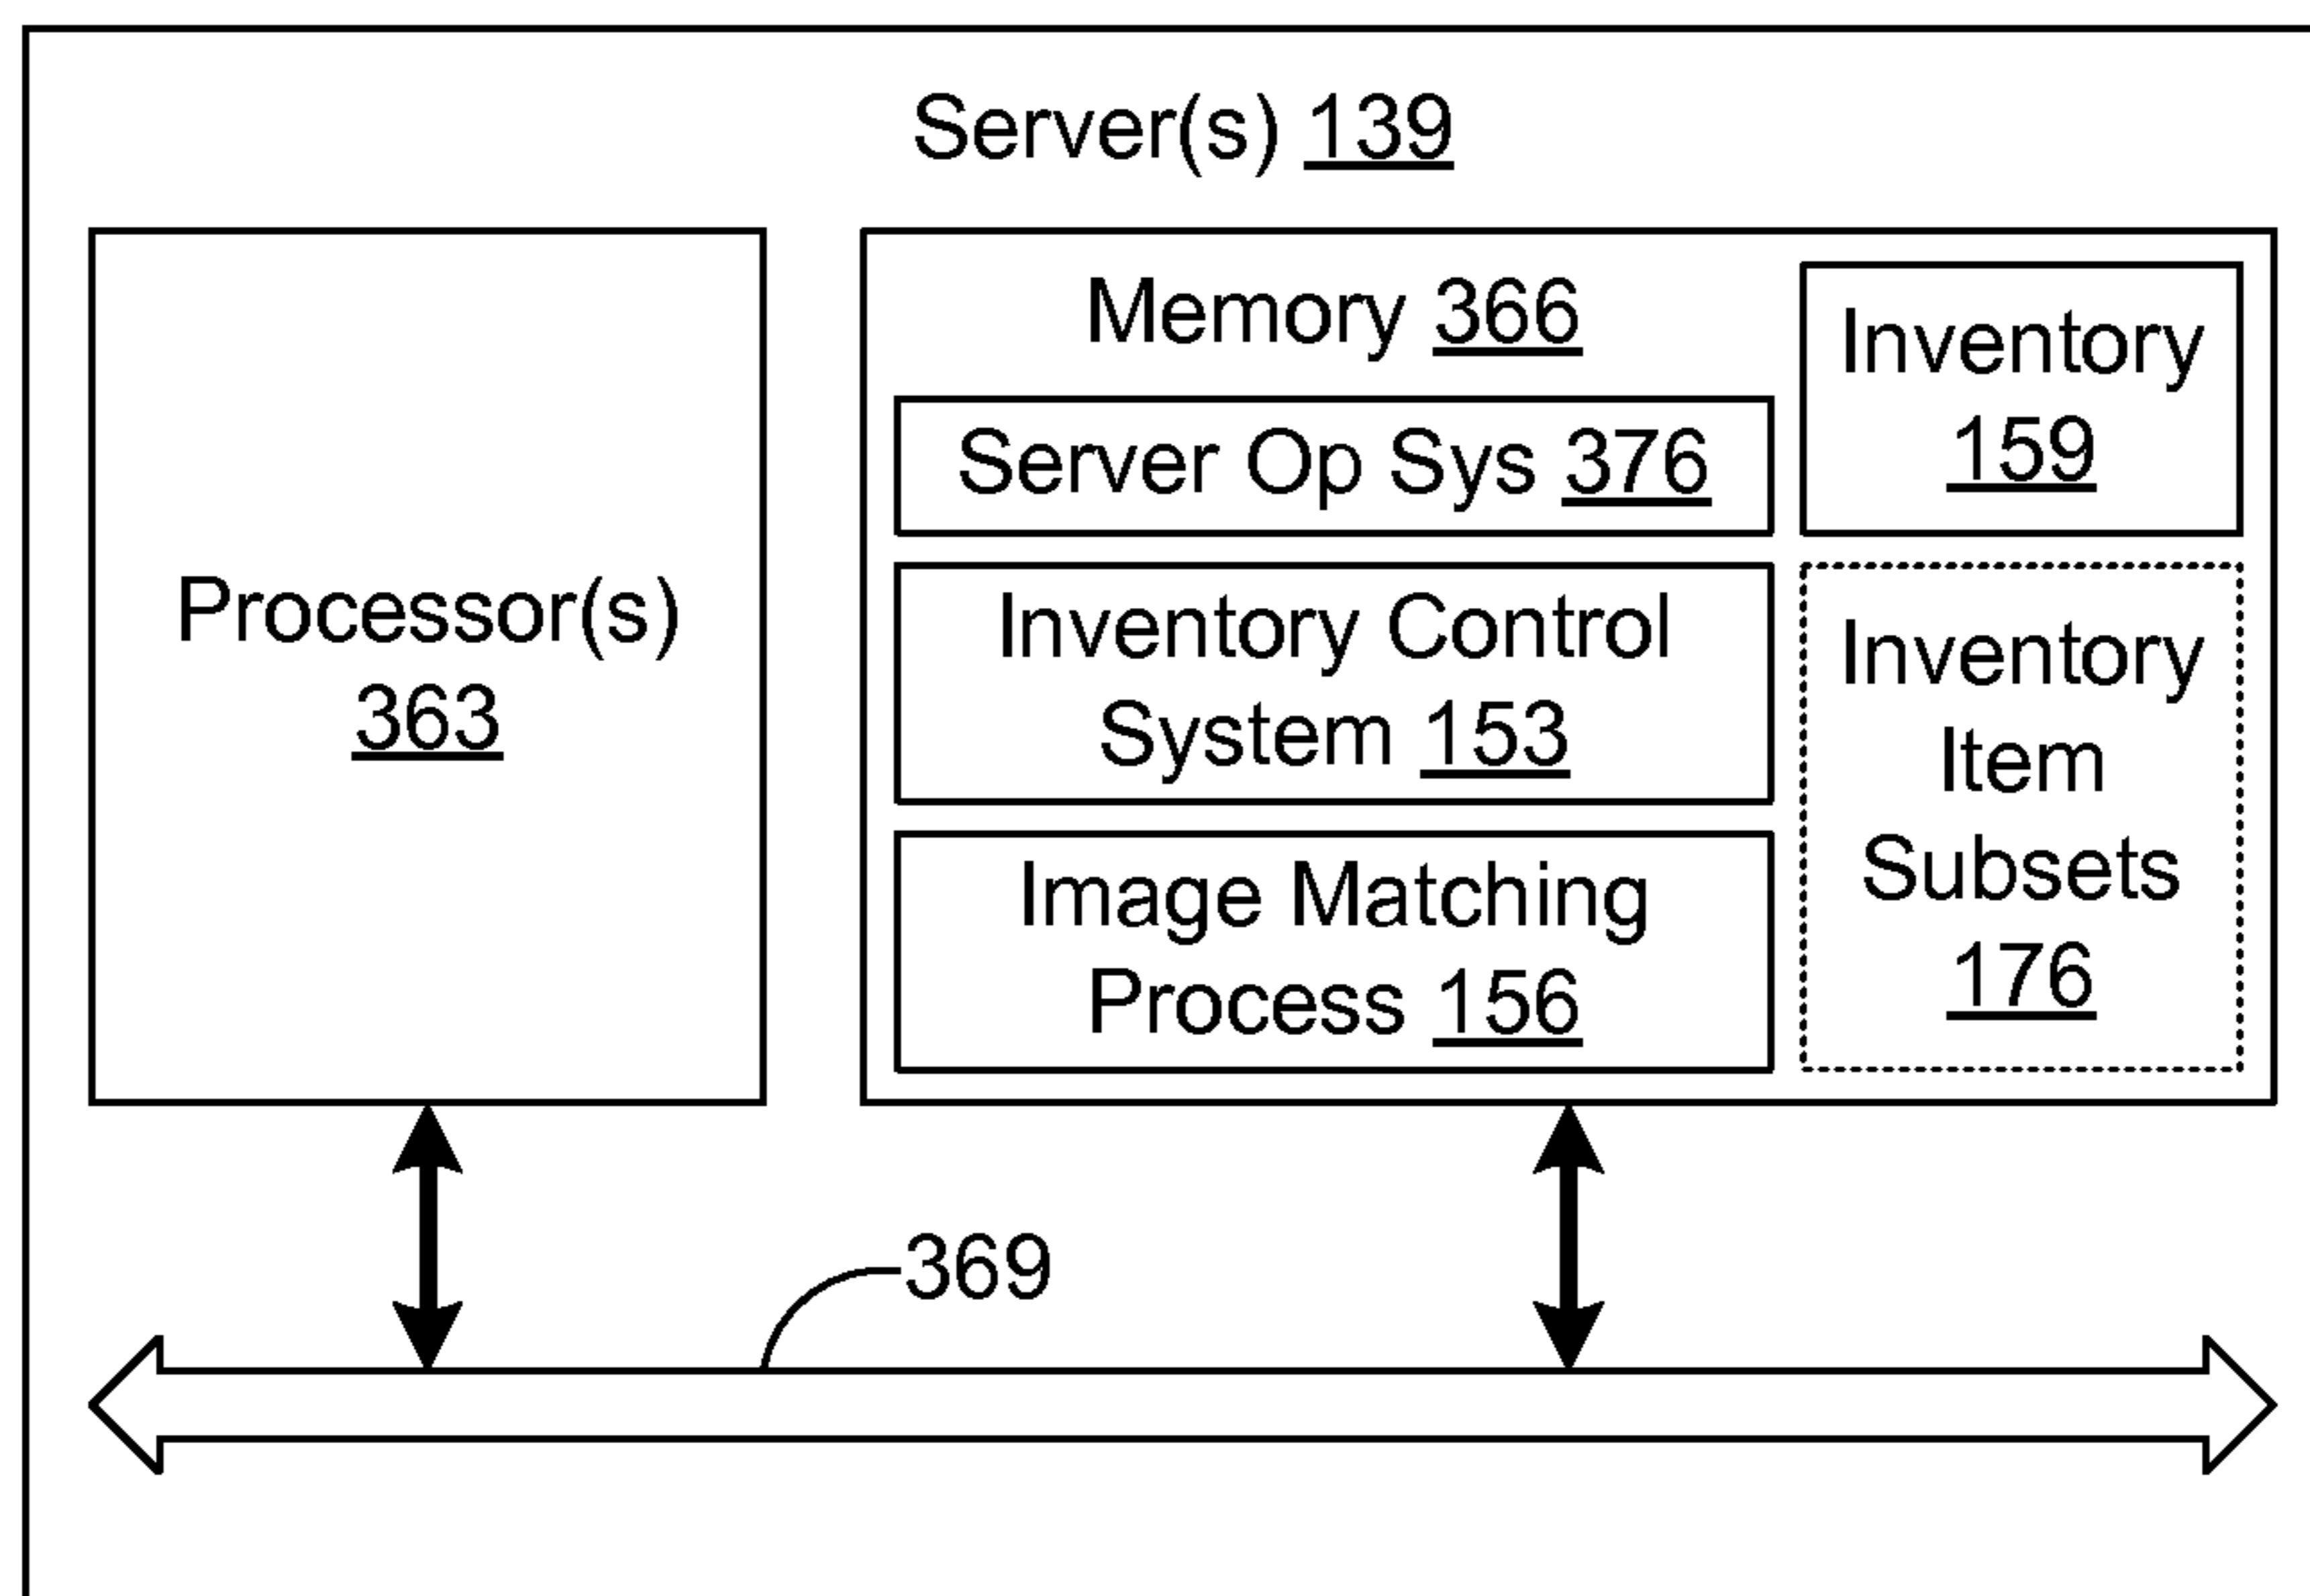 Server(s) 139
Processor(s)
363
Memory 366
Server Op Sys 376
Inventory Control
System 153
Image Matching
Process 156
Inventory
159
Inventory
Item
Subsets
176
369